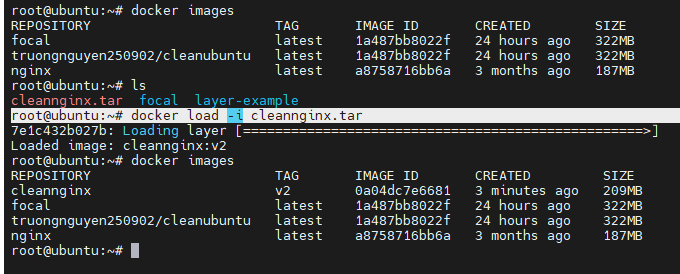 root@ubuntu:~# docker images
REPOSITORY TAG IMAGE ID CREATED SIZE
focal latest 1a487bb8022f 24 hours ago 322MB
truongnguyen250902/cleanubuntu latest 1a487bb8022f 24 hours ago 322MB
nginx latest a8758716bb6a 3 months ago 187MB
root@ubuntu:~# ls
cleannginx.tar focal layer-example
root@ubuntu:~# docker load -i cleannginx.tar
7e1c432b027b: Loading layer [==================================================>]
Loaded image: cleannginx:v2
root@ubuntu:~# docker images
REPOSITORY TAG IMAGE ID CREATED SIZE
cleannginx v2 0a04dc7e6681 3 minutes ago 209MB
focal latest 1a487bb8022f 24 hours ago 322MB
truongnguyen250902/cleanubuntu latest 1a487bb8022f 24 hours ago 322MB
nginx latest a8758716bb6a 3 months ago 187MB
root@ubuntu:~#